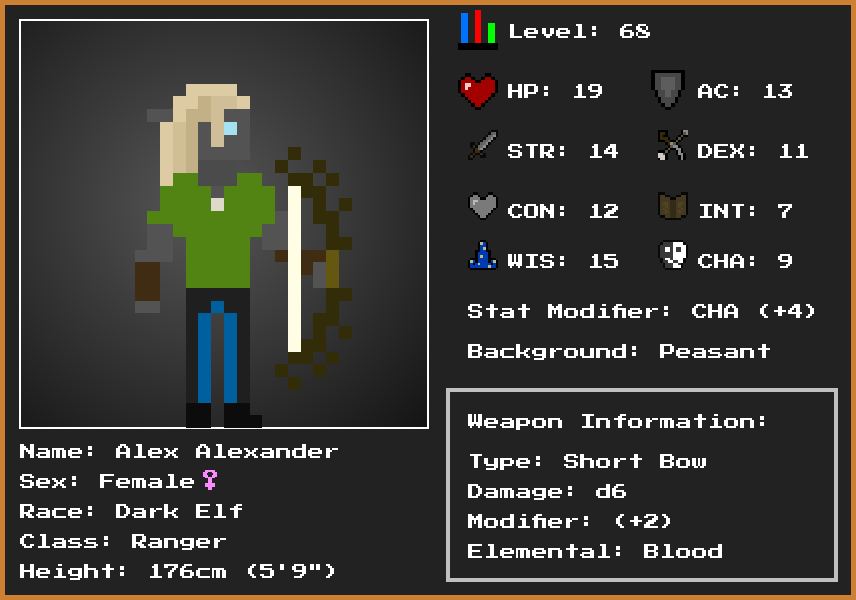 Level: 68
HP: 19
AC: 13
STR: 14
DEX: 11
CON: 12
INT: 7
WIS: 15
CHA: 9
Stat Modifier: CHA (+4)
Background: Peasant
Weapon Information:
Type: Short Bow
Damage: d6
Modifier: (+2)
Elemental: Blood
Name: Alex Alexander
Sex: Female♀
Race: Dark Elf
Class: Ranger
Height: 176cm (5'9")